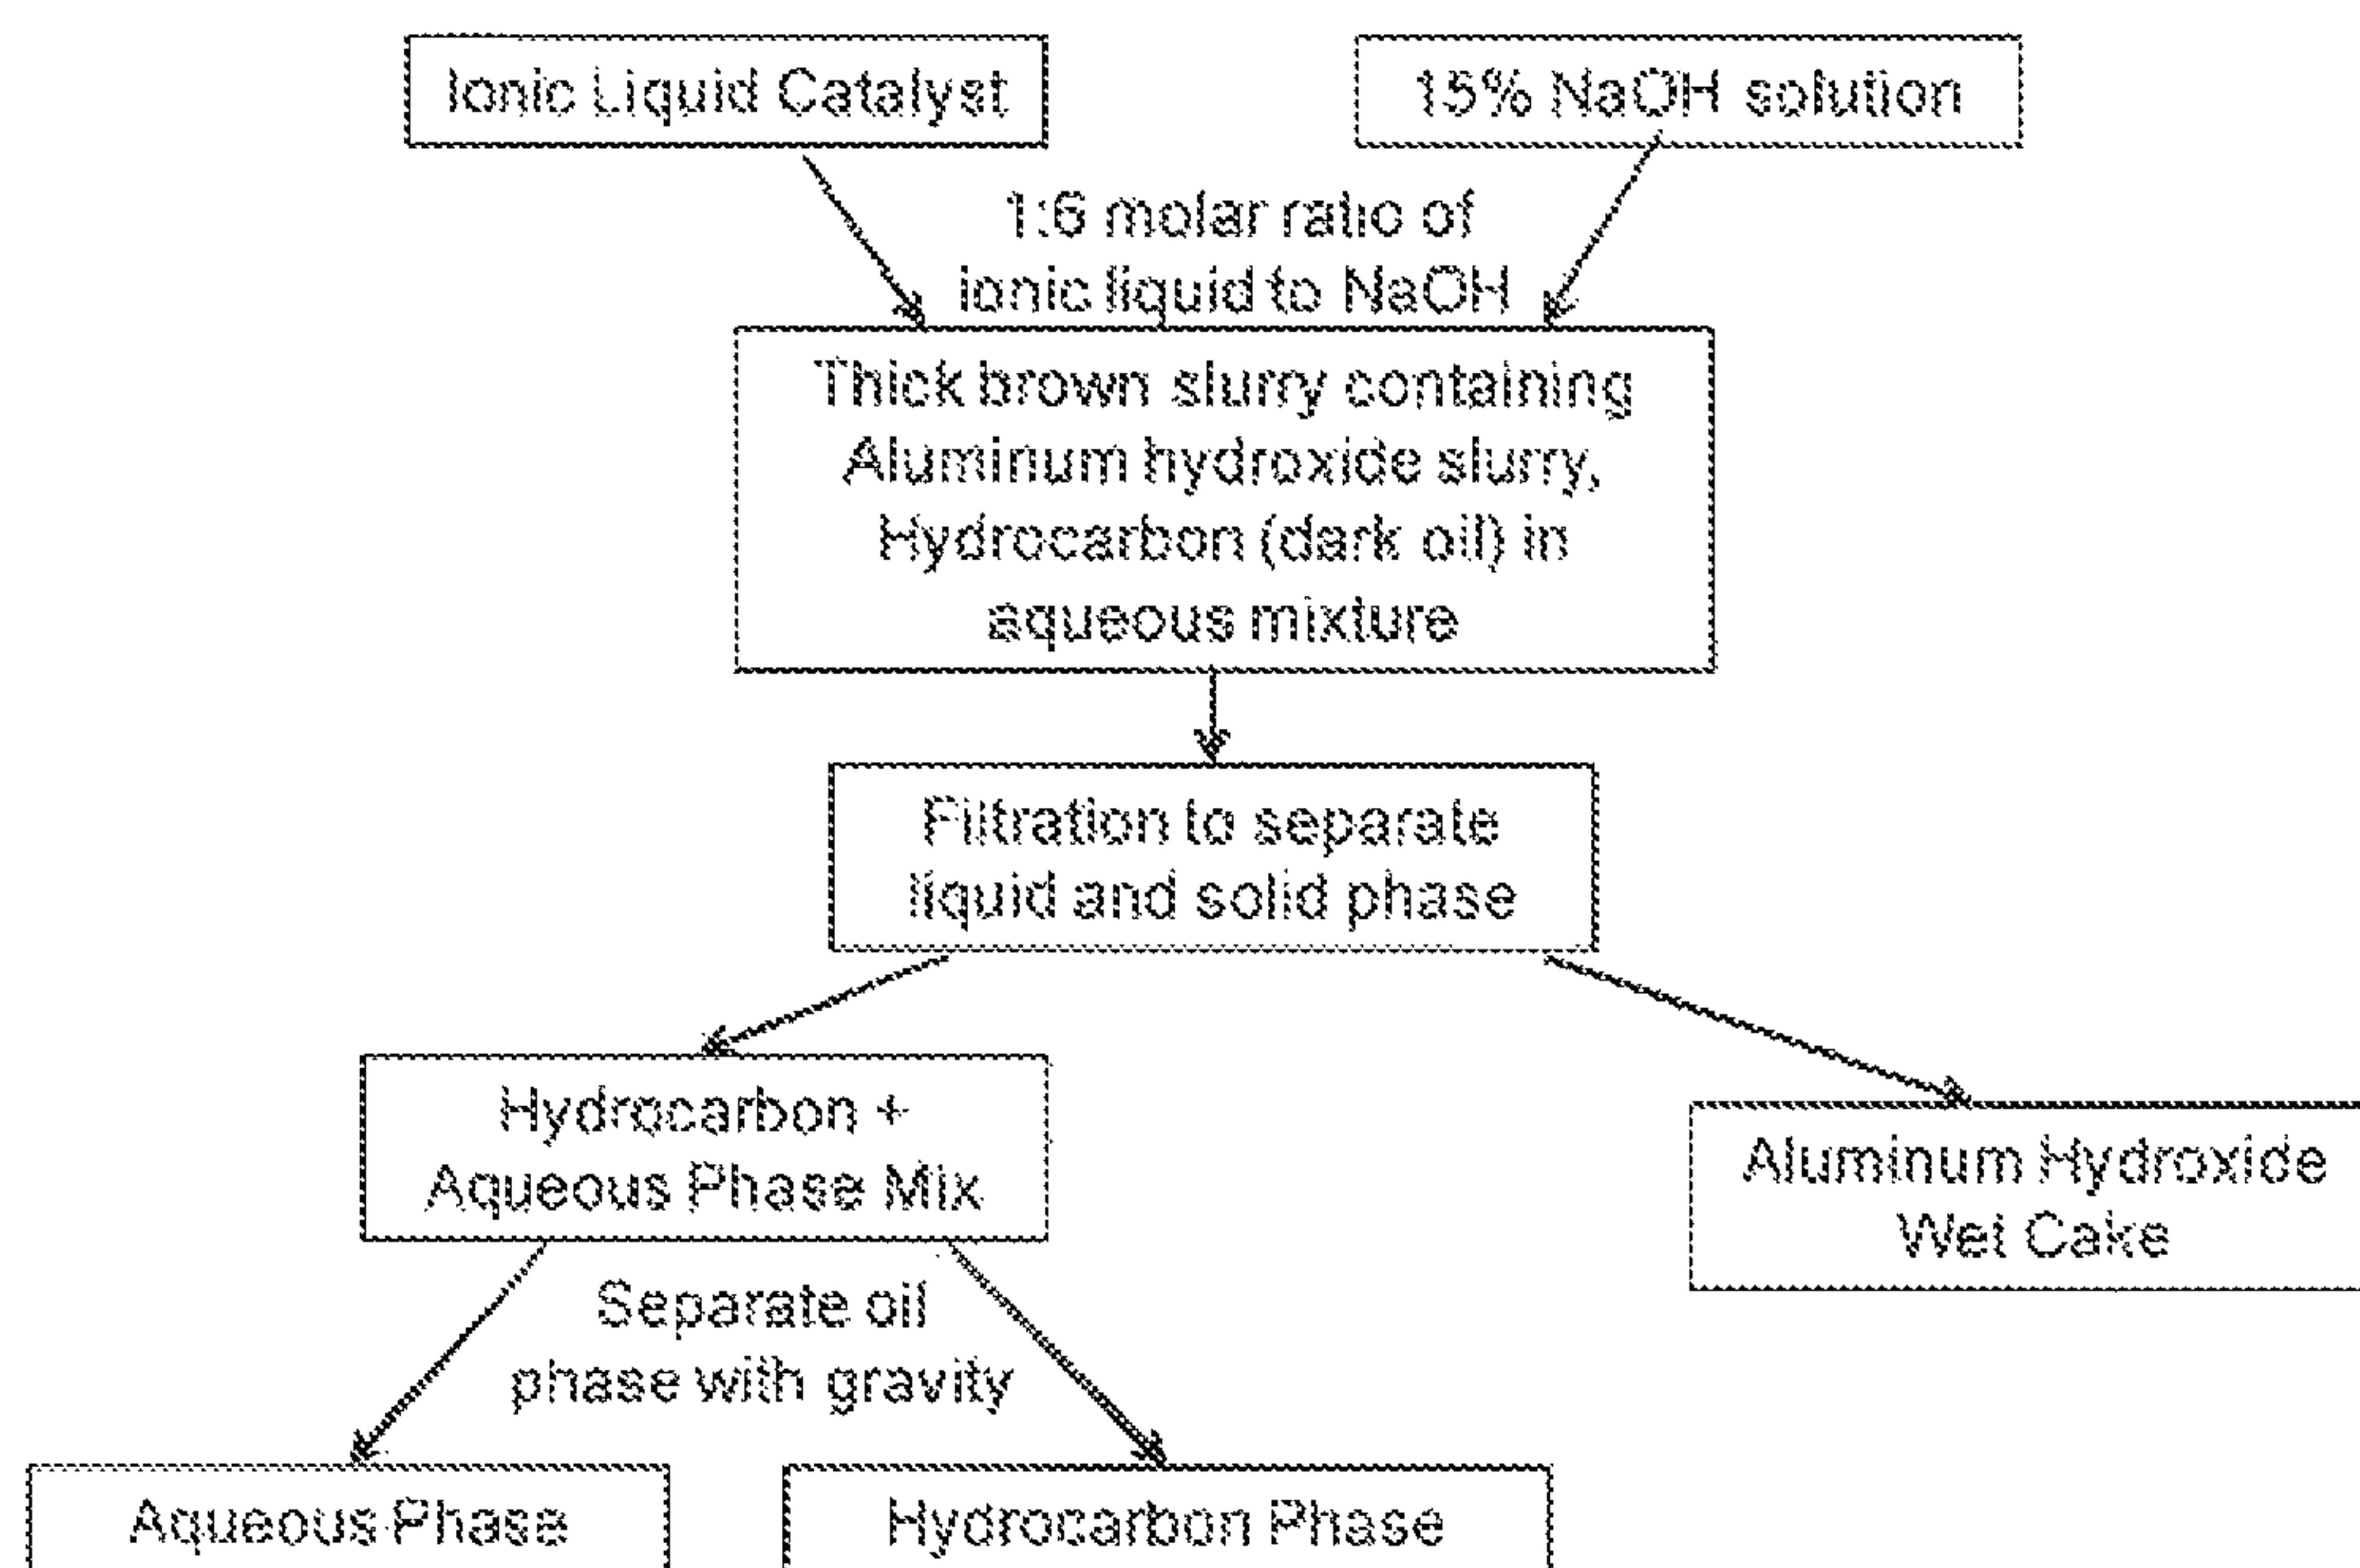 Ionic Liquid Catalyst
15% NaOH solution
1:6 molar ratio of
ionic liquid to NaOH
Thick brown slurry containing
Aluminum hydroxide slurry,
Hydrocarbon (dark oil) in
aqueous mixture
Filtration to separate
liquid and solid phase
Hydrocarbon +
Aqueous Phase Mix
Aluminum Hydroxide
Wet Cake
Separate oil
phase with gravity
Aqueous Phase
Hydrocarbon Phase